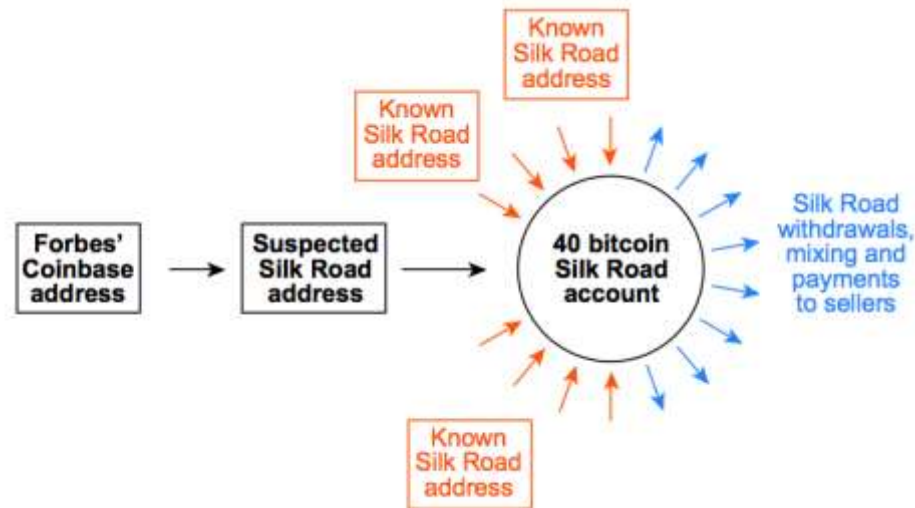 Known
Silk Road
address
Known
Silk Road
address
Forbes’
Coinbase
address
Suspected
Silk Road
address
40 bitcoin
Silk Road
account
Silk Road
withdrawals,
mixing and
payments
to sellers
Known
Silk Road
address